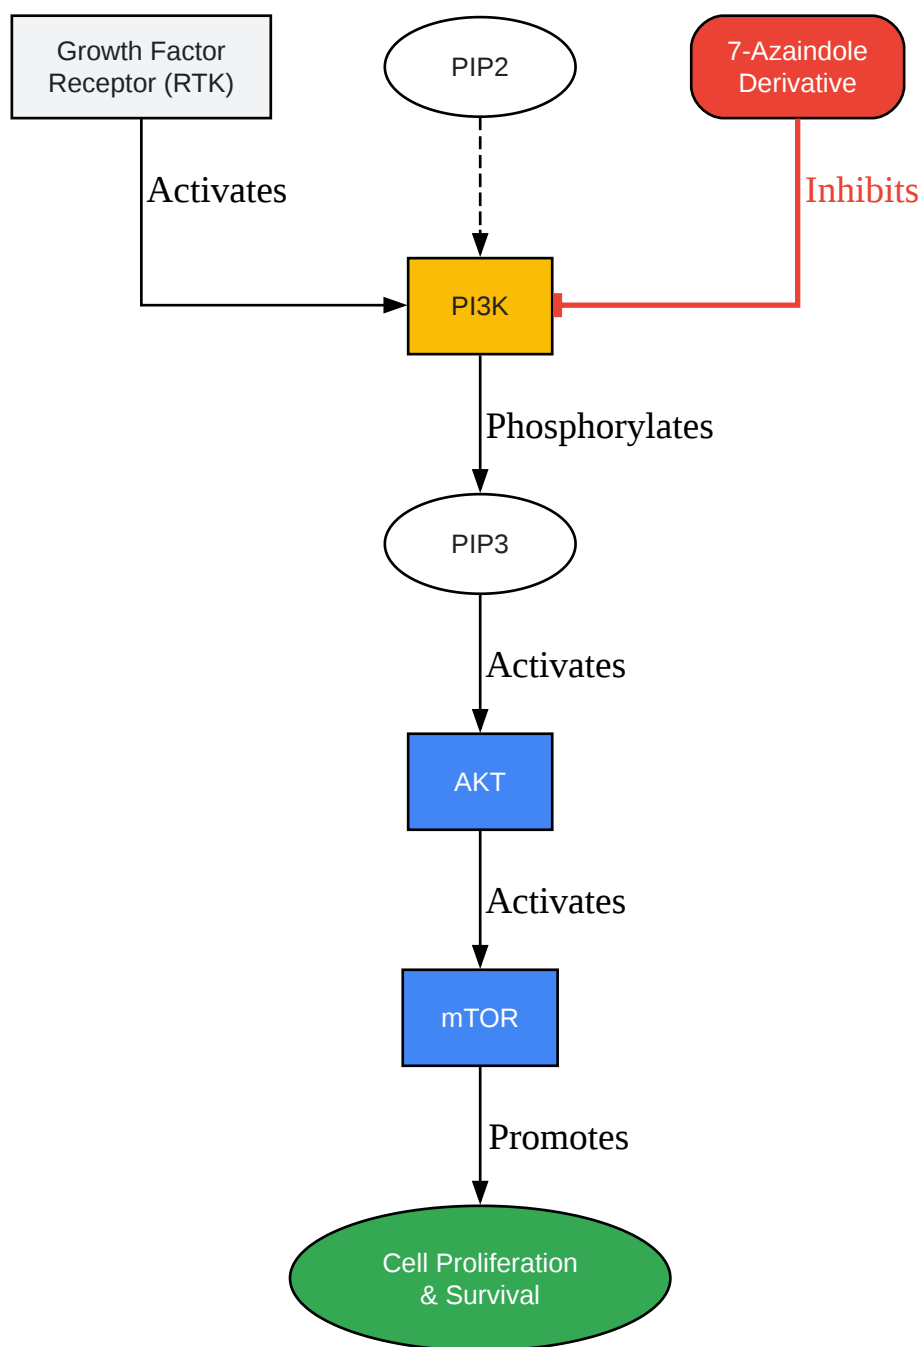 Growth Factor
Receptor (RTK)
PIP2
7-Azaindole
Derivative
Activates
Inhibits
PI3K
Phosphorylates
PIP3
Activates
AKT
Activates
mTOR
Promotes
Cell Proliferation
& Survival